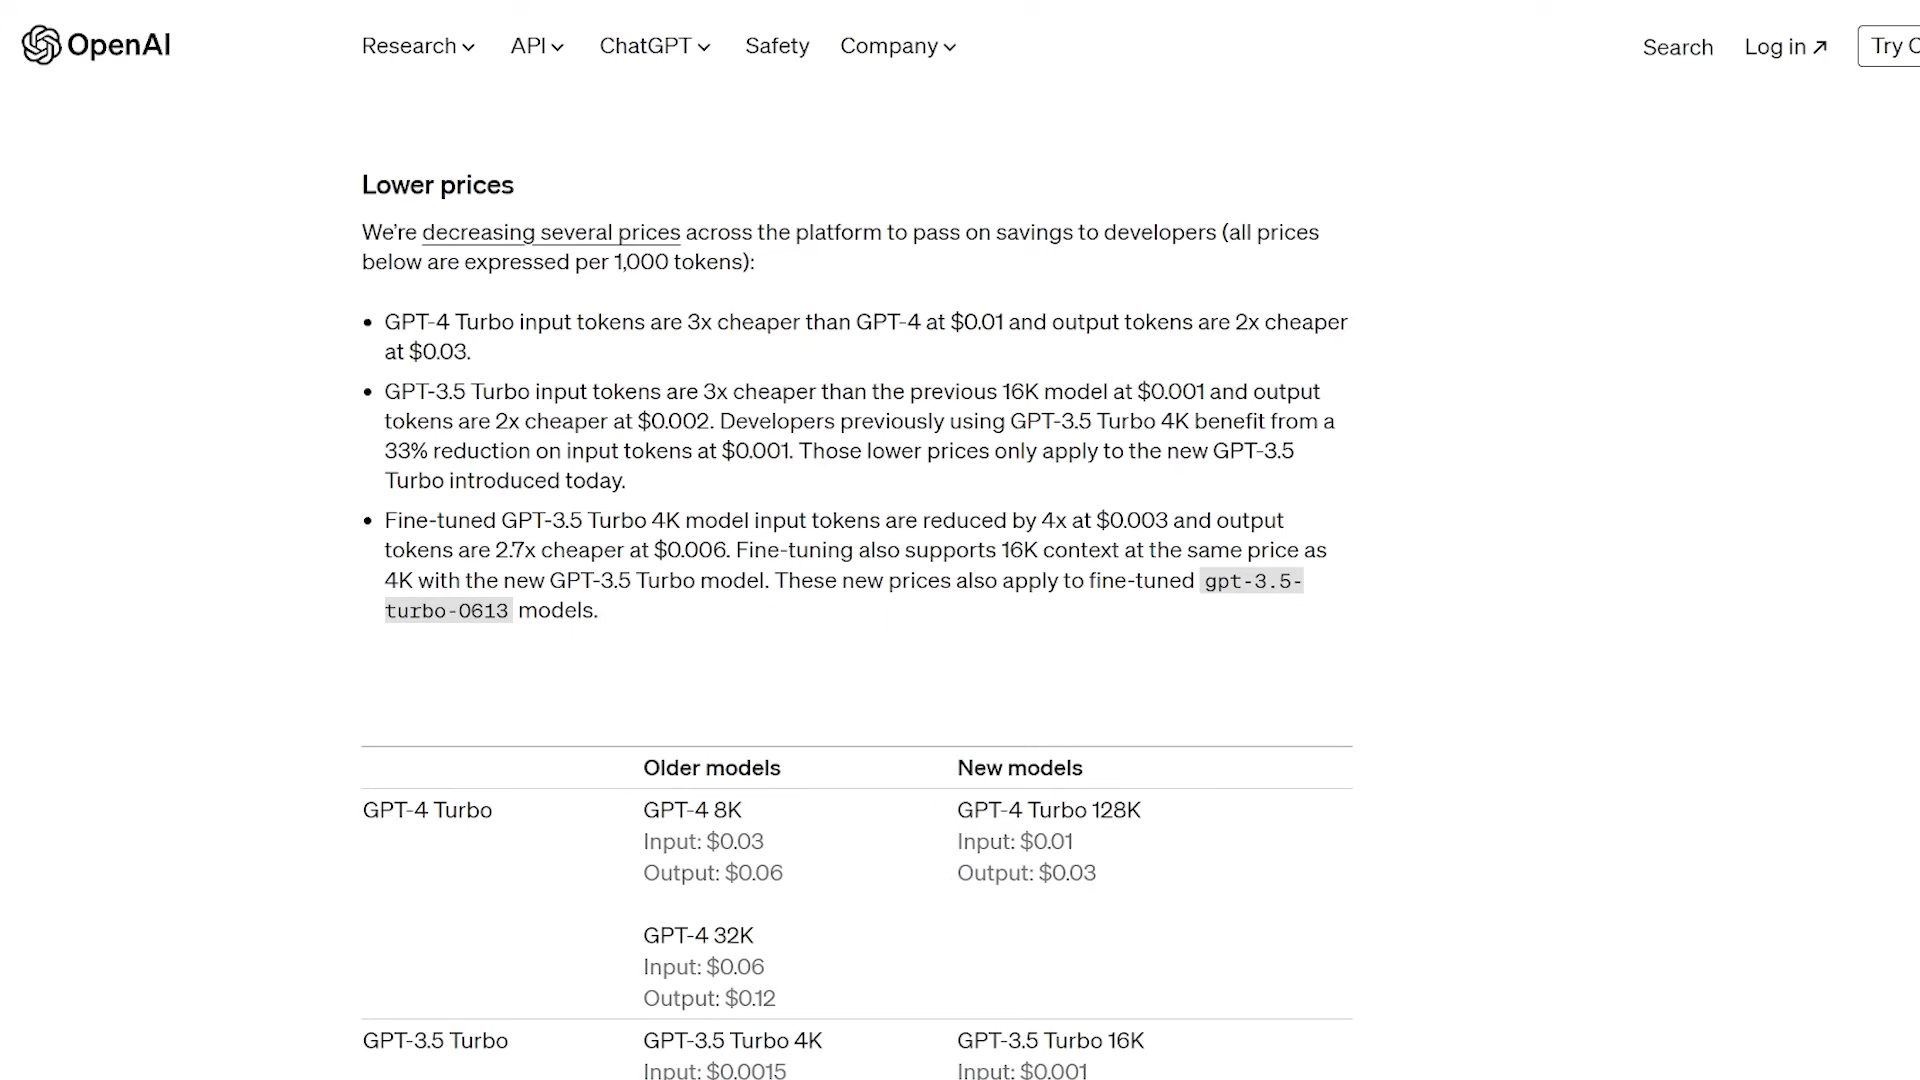 OpenAI
Research API ChatGPT Safety Company
Search Log in ↗ Try
Lower prices
We're decreasing several prices across the platform to pass on savings to developers (all prices
below are expressed per 1,000 tokens):
• GPT-4 Turbo input tokens are 3x cheaper than GPT-4 at $0.01 and output tokens are 2x cheaper
at $0.03.
• GPT-3.5 Turbo input tokens are 3x cheaper than the previous 16K model at $0.001 and output
tokens are 2x cheaper at $0.002. Developers previously using GPT-3.5 Turbo 4K benefit from a
33% reduction on input tokens at $0.001. Those lower prices only apply to the new GPT-3.5
Turbo introduced today.
• Fine-tuned GPT-3.5 Turbo 4K model input tokens are reduced by 4x at $0.003 and output
tokens are 2.7x cheaper at $0.006. Fine-tuning also supports 16K context at the same price as
4K with the new GPT-3.5 Turbo model. These new prices also apply to fine-tuned gpt-3.5-
turbo-0613 models.
Older models New models
GPT-4 Turbo GPT-4 8K GPT-4 Turbo 128K
Input: $0.03 Input: $0.01
Output: $0.06 Output: $0.03
GPT-4 32K
Input: $0.06
Output: $0.12
GPT-3.5 Turbo GPT-3.5 Turbo 4K GPT-3.5 Turbo 16K
Input: $0.0015 Input: $0.001